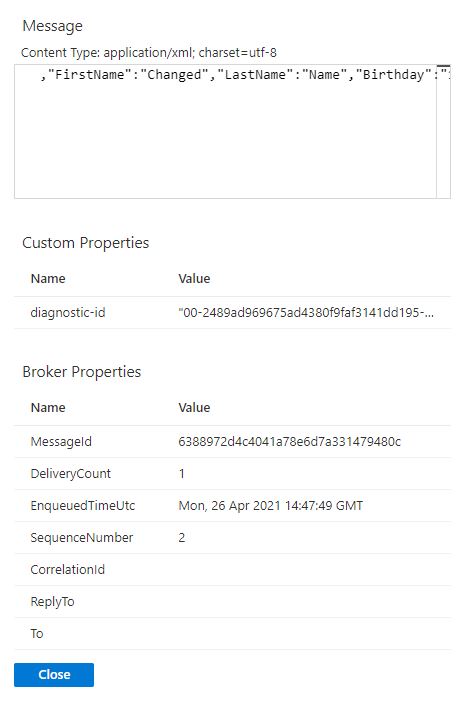 Message
Content Type: application/xml; charset=utf-8
,"FirstName":"Changed","LastName":"Name","Birthday":"
Custom Properties
Name Value
diagnostic-id "00-2489ad969675ad4380f9faf3141dd195-...
Broker Properties
Name Value
MessageId 6388972d4c4041a78e6d7a331479480c
DeliveryCount 1
EnqueuedTimeUtc Mon, 26 Apr 2021 14:47:49 GMT
SequenceNumber 2
CorrelationId
ReplyTo
To
Close